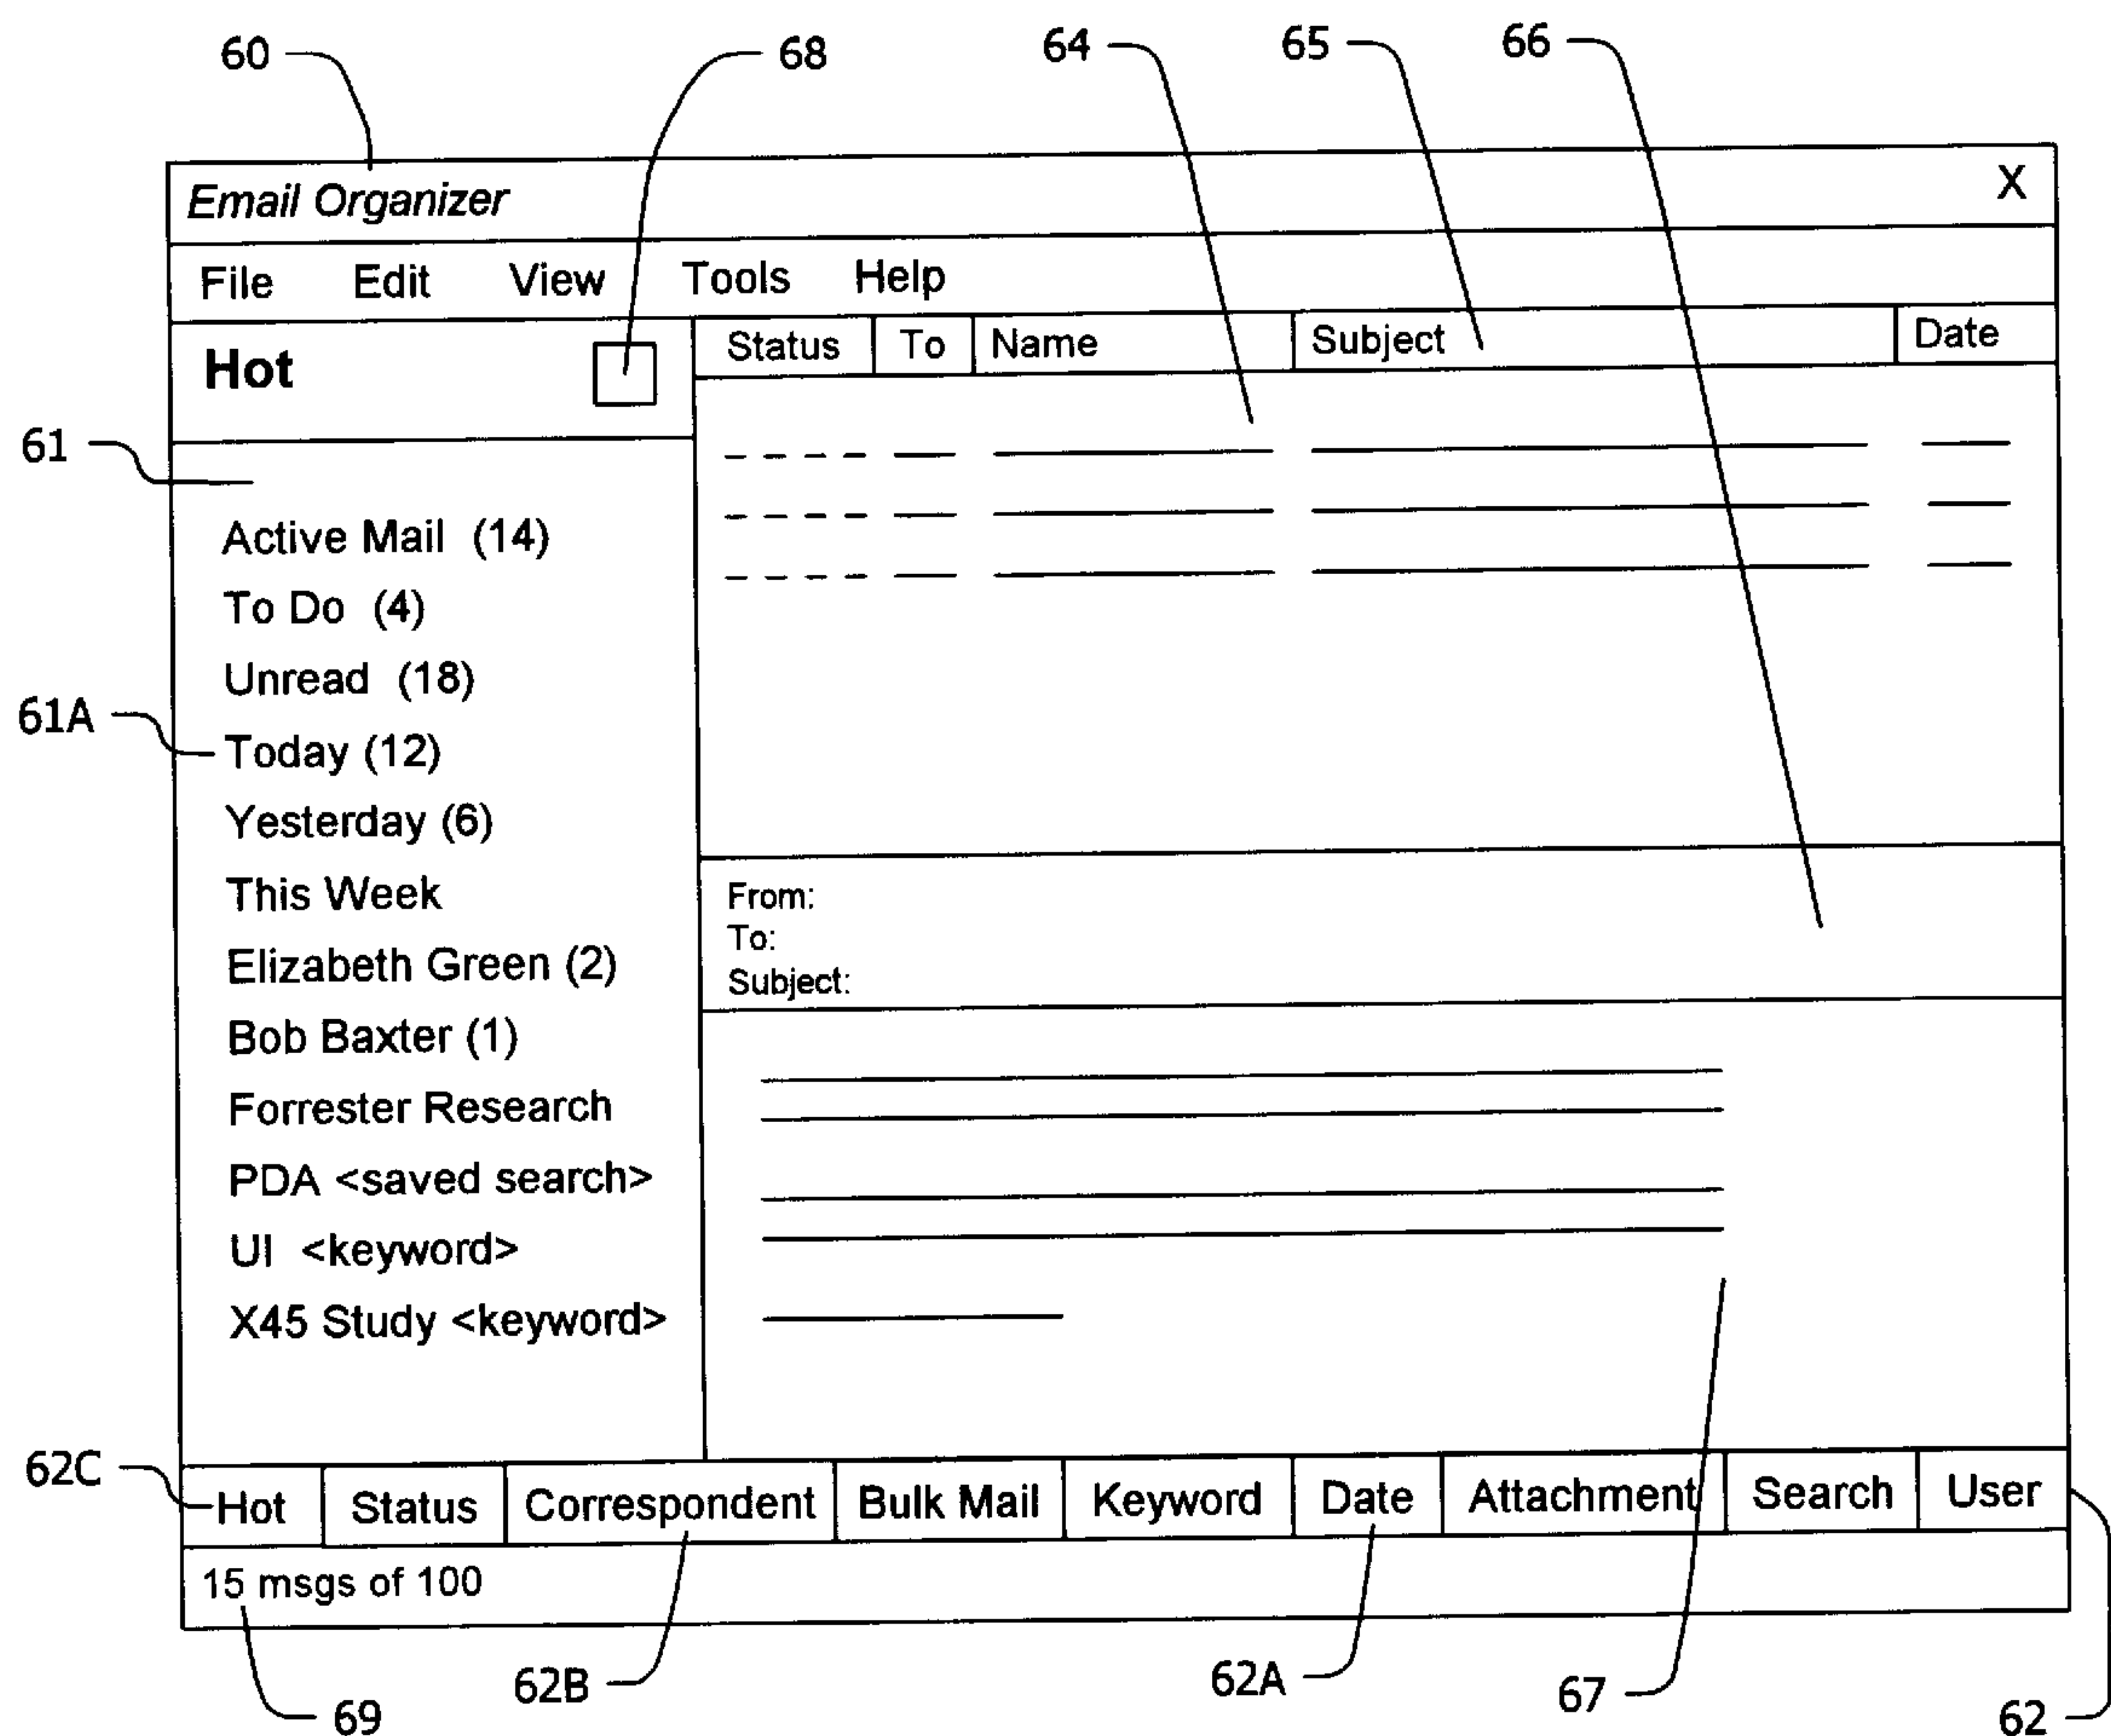 60 68 64 65 66
Email Organizer X
File Edit View Tools Help
Hot
Status To Name Subject Date
61
Active Mail (14)
To Do (4)
Unread (18)
61A
Today (12)
Yesterday (6)
This Week
Elizabeth Green (2)
Bob Baxter (1)
Forrester Research
PDA <saved search>
UI <keyword>
X45 Study <keyword>
From:
To:
Subject:
62C
Hot Status Correspondent Bulk Mail Keyword Date Attachment Search User
15 msgs of 100
69 62B 62A 67 62